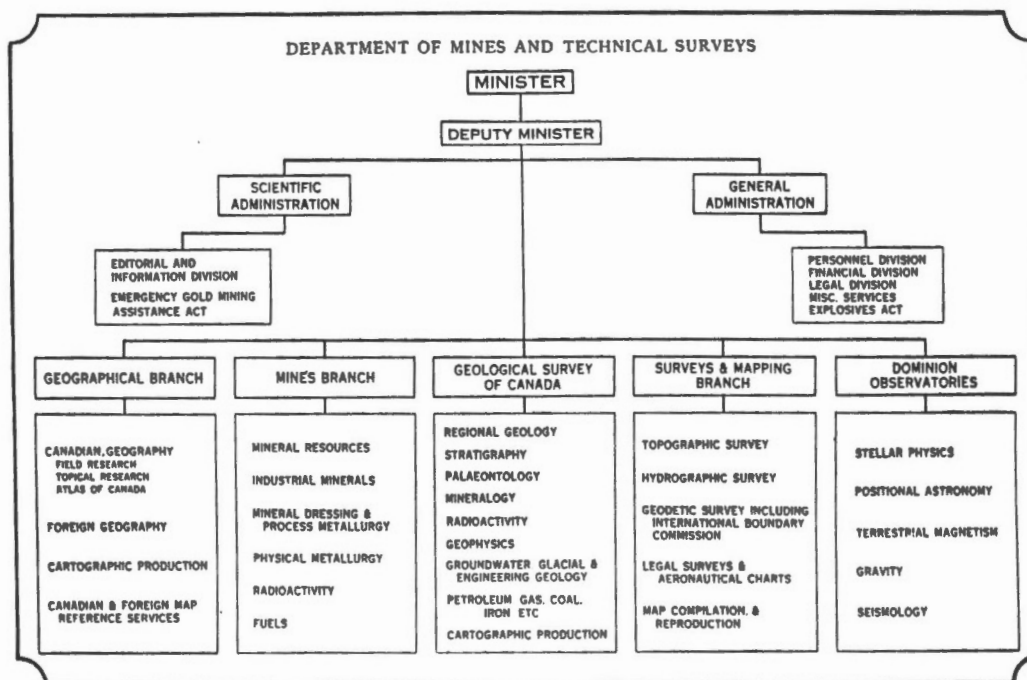 DEPARTMENT OF MINES AND TECHNICAL SURVEYS
MINISTER
DEPUTY MINISTER
SCIENTIFIC
ADMINISTRATION
GENERAL
ADMINISTRATION
EDITORIAL AND
INFORMATION DIVISION
EMERGENCY GOLD MINING
ASSISTANCE ACT
PERSONNEL DIVISION
FINANCIAL DIVISION
LEGAL DIVISION
MISC. SERVICES
EXPLOSIVES ACT
GEOGRAPHICAL BRANCH
CANADIAN, GEOGRAPHY
FIELD RESEARCH
TOPICAL RESEARCH
ATLAS OF CANADA
FOREIGN GEOGRAPHY
CARTOGRAPHIC PRODUCTION
CANADIAN & FOREIGN MAP
REFERENCE SERVICES
MINE'S BRANCH
MINERAL RESOURCES
INDUSTRIAL MINERALS
MINERAL DRESSING &
PROCESS METALLURGY
PHYSICAL METALLURGY
RADIOACTIVITY
FUELS
GEOLOGICAL SURVEY
OF CANADA
REGIONAL GEOLOGY
STRATIGRAPHY
PALAEONTOLOGY
MINERALOGY
RADIOACTIVITY
GEOPHYSICS
GROUNDWATER GLACIAL &
ENGINEERING GEOLOGY
PETROLEUM GAS, COAL,
IRON ETC
CARTOGRAPHIC PRODUCTION
SURVEYS & MAPPING
BRANCH
TOPOGRAPHIC SURVEY
HYDROGRAPHIC SURVEY
GEODETIC SURVEY INCLUDING
INTERNATIONAL BOUNDARY
COMMISSION
LEGAL SURVEYS &
AERONAUTICAL CHARTS
MAP COMPILATION. &
REPRODUCTION
DOMINION
OBSERVATORIES
STELLAR PHYSICS
POSITIONAL ASTRONOMY
TERRESTRIAL MAGNETISM
GRAVITY
SEISMOLOGY